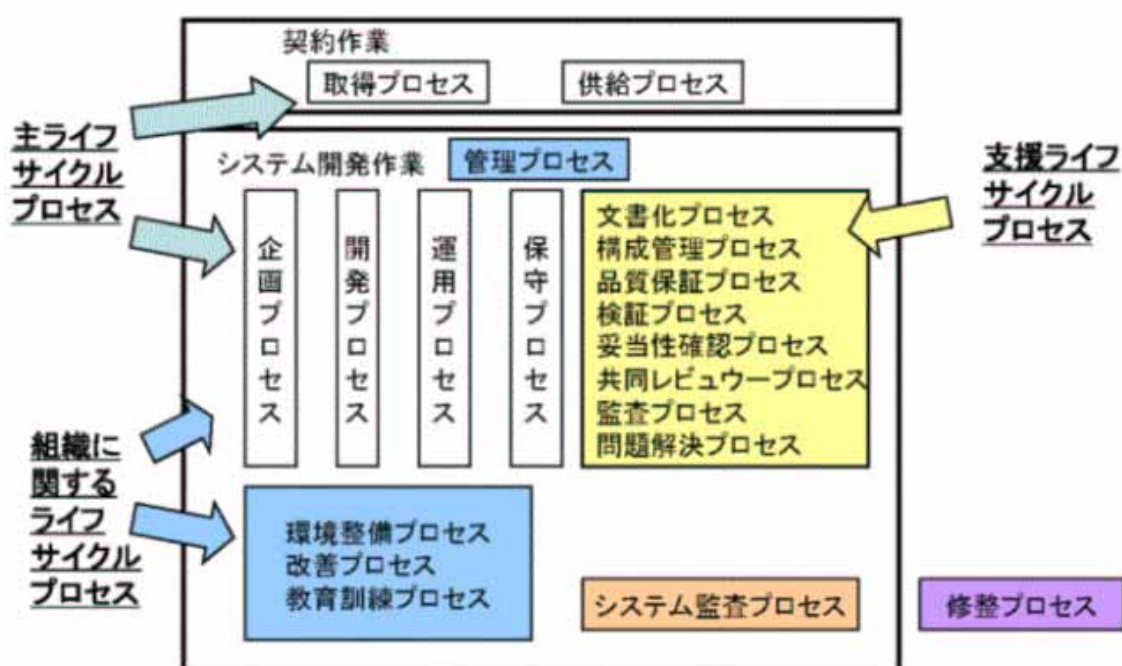 契約作業
取得プロセス
供給プロセス
主ライフ
サイクル
プロセス
システム開発作業
管理プロセス
支援ライフ
サイクル
プロセス
企画プロセス
開発プロセス
運用プロセス
保守プロセス
文書化プロセス
構成管理プロセス
品質保証プロセス
検証プロセス
妥当性確認プロセス
共同レビュウープロセス
監査プロセス
問題解決プロセス
組織に
関する
ライフ
サイクル
プロセス
環境整備プロセス
改善プロセス
教育訓練プロセス
システム監査プロセス
修整プロセス